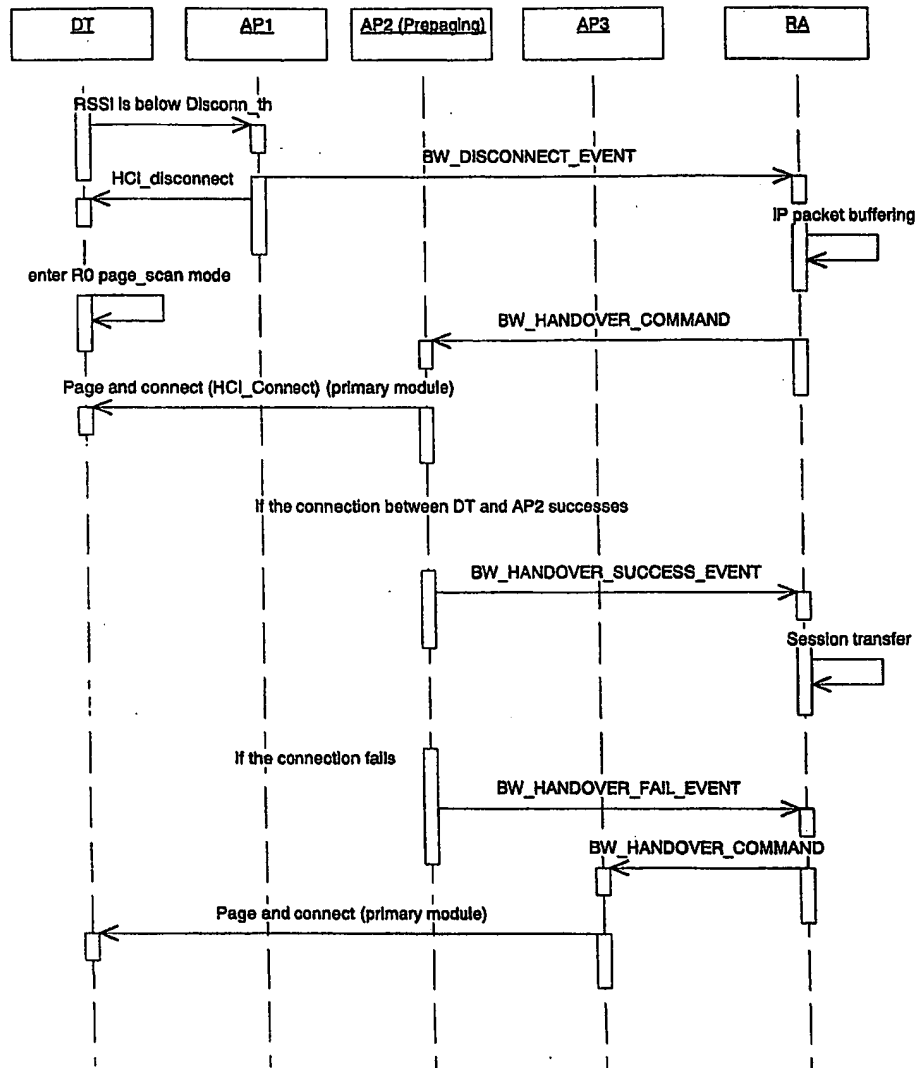 DT AP1 AP2 (Prepaging) AP3 RA
RSSI is below Disconn_th
BW_DISCONNECT_EVENT
HCI_disconnect
IP packet buffering
enter R0 page_scan mode
BW_HANDOVER_COMMAND
Page and connect (HCI_Connect) (primary module)
If the connection between DT and AP2 successes
BW_HANDOVER_SUCCESS_EVENT
Session transfer
If the connection fails
BW_HANDOVER_FAIL_EVENT
BW_HANDOVER_COMMAND
Page and connect (primary module)